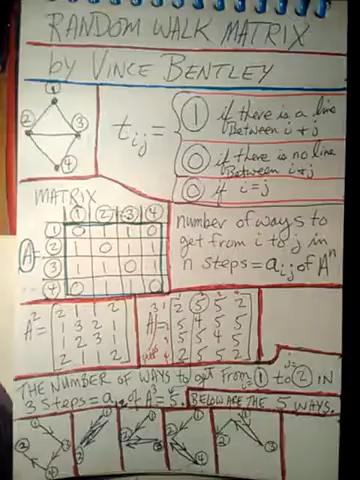 RANDOM WALK MATRIX
by VINCE BENTLEY
1
2 3
4
tij =
1 if there is a line
Between i & j
0 if there is no line
Between i & j
0 if i = j
MATRIX
1 2 3 4
A =
1 0 1 1 0
2 1 0 1 1
3 1 1 0 1
4 0 1 1 0
number of ways to
get from i to j in
n steps = aij of Aⁿ
A² =
2 1 1 2
1 3 2 1
1 2 3 1
2 1 1 2
A³ =
2 5 5 2
5 4 5 5
5 5 4 5
2 5 5 2
THE NUMBER OF WAYS to get From i= 1 to j= 2 IN
3 steps = a12 of A³ = 5. BELOW ARE THE 5 WAYS.